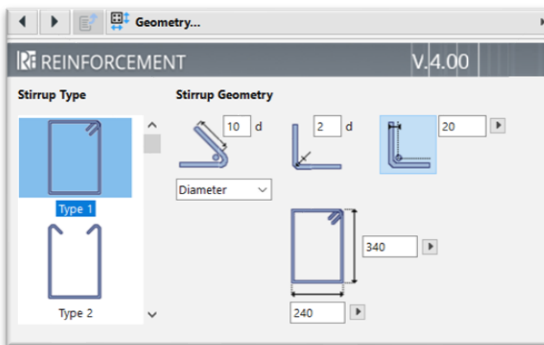 Geometry...
REINFORCEMENT V.4.00
Stirrup Type Stirrup Geometry
10 d 2 d 20
Diameter
Type 1
340
Type 2
240